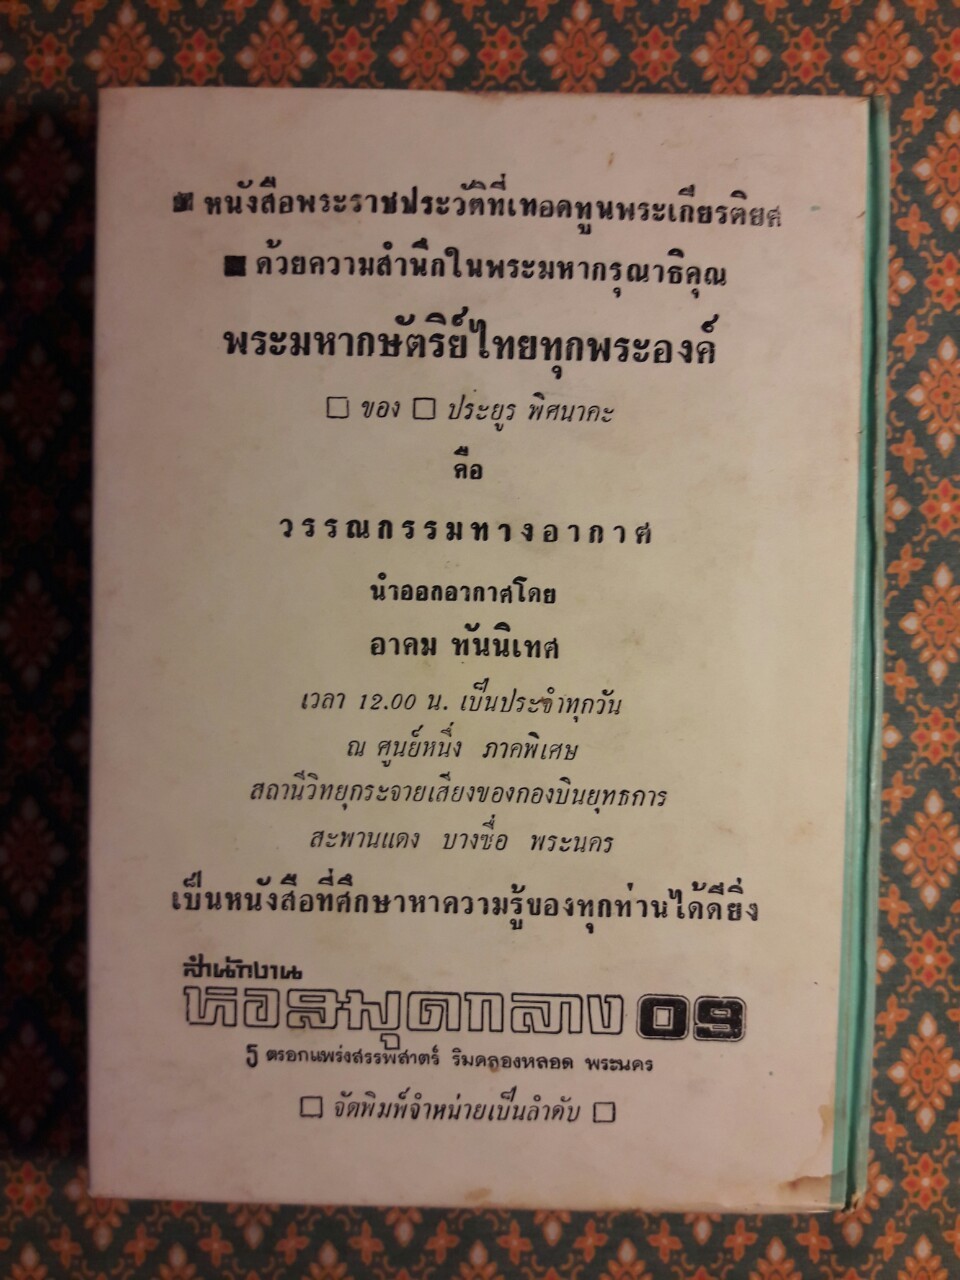 ■ หนังสือพระราชประวัติที่เทอดทูนพระเกียรติยศ
■ ด้วยความสำนึกในพระมหากรุณาธิคุณ
พระมหากษัตริย์ไทยทุกพระองค์
□ ของ □ ประยูร พิศนาคะ
คือ
วรรณกรรมทางอากาศ
นำออกอากาศโดย
อาคม ทันนิเทศ
เวลา 12.00 น. เป็นประจำทุกวัน
ณ ศูนย์หนึ่ง ภาคพิเศษ
สถานีวิทยุกระจายเสียงของกองบินยุทธการ
สะพานแดง บางซื่อ พระนคร
เป็นหนังสือที่ศึกษาหาความรู้ของทุกท่านได้ดียิ่ง
สำนักงาน
หอสมุดกลาง 09
ตรอกแพร่งสรรพสาตร์ ริมคลองหลอด พระนคร
□ จัดพิมพ์จำหน่ายเป็นลำดับ □